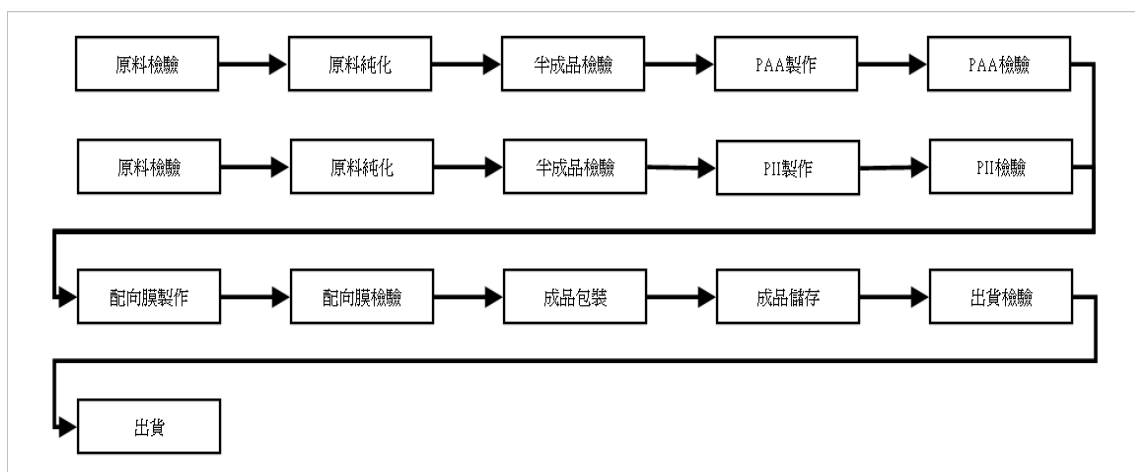 原料檢驗
原料純化
半成品檢驗
PAA製作
PAA檢驗
原料檢驗
原料純化
半成品檢驗
PII製作
PII檢驗
配向膜製作
配向膜檢驗
成品包裝
成品儲存
出貨檢驗
出貨